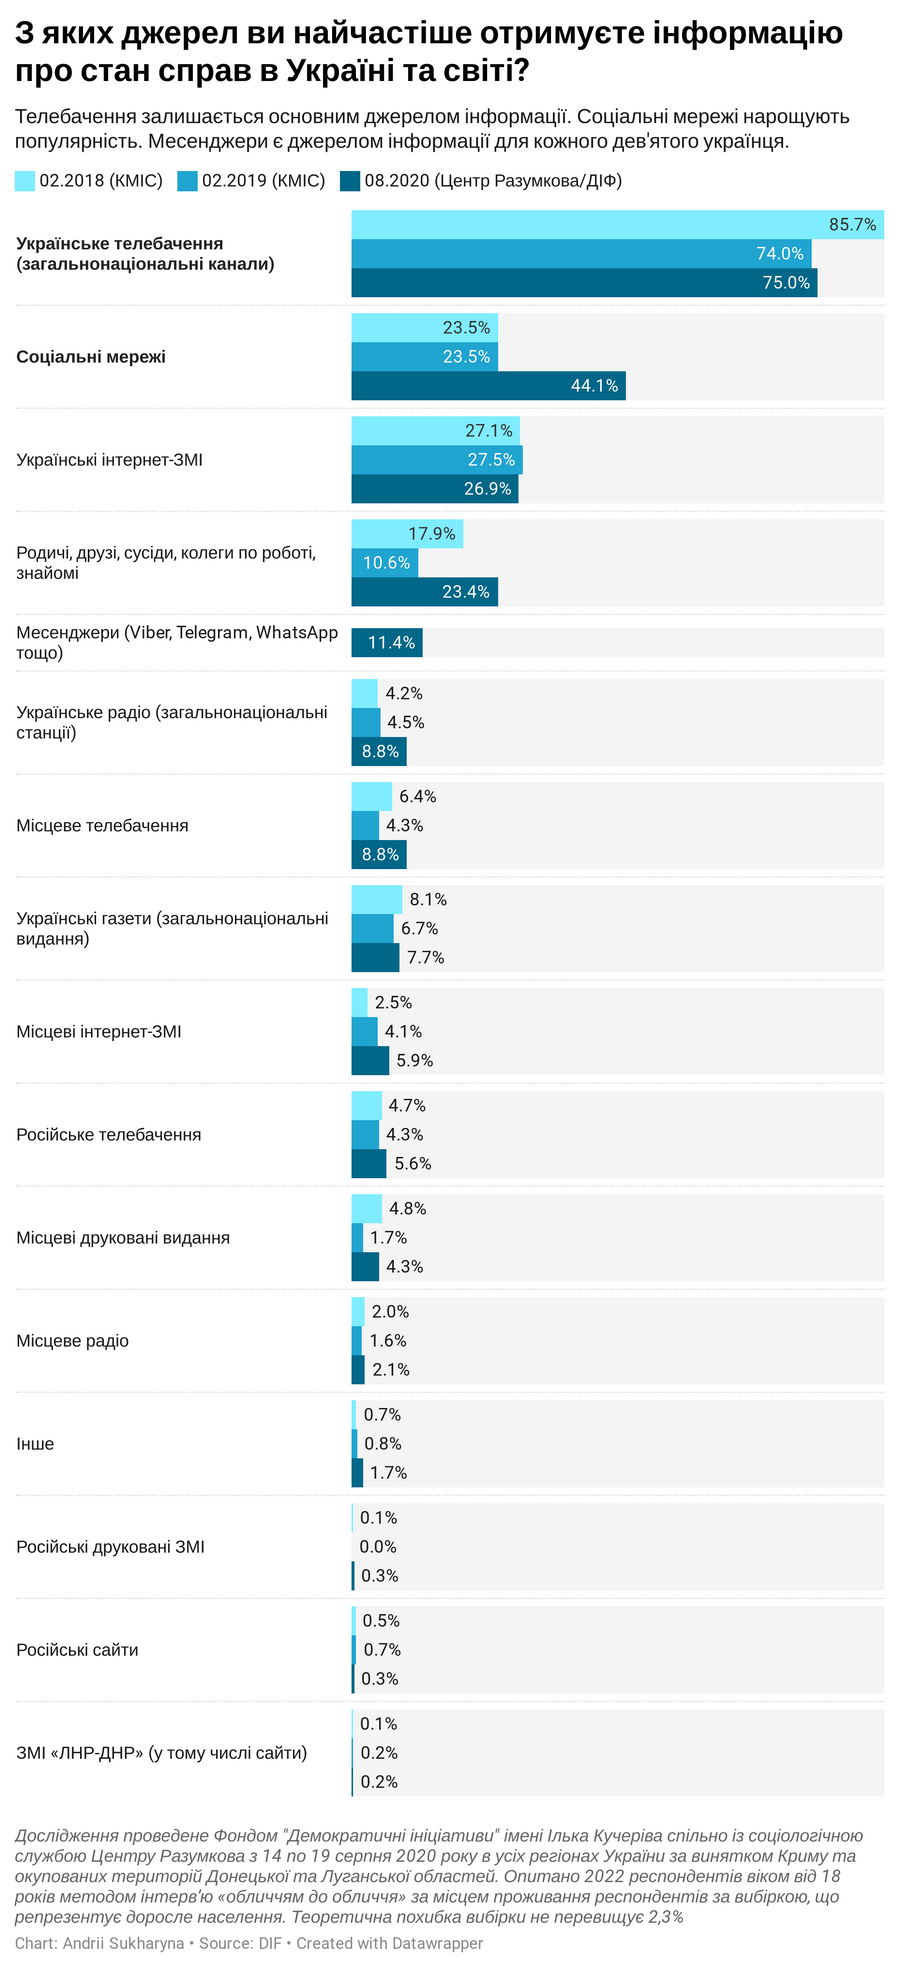 З яких джерел ви найчастіше отримуєте інформацію
про стан справ в Україні та світі?
Телебачення залишається основним джерелом інформації. Соціальні мережі нарощують
популярність. Месенджери є джерелом інформації для кожного дев'ятого українця.
02.2018 (КМІС) 02.2019 (КМІС) 08.2020 (Центр Разумкова/ДІФ)
Українське телебачення
(загальнонаціональні канали)
85.7%
74.0%
75.0%
Соціальні мережі
23.5%
23.5%
44.1%
Українські інтернет-ЗМІ
27.1%
27.5%
26.9%
Родичі, друзі, сусіди, колеги по роботі,
знайомі
17.9%
10.6%
23.4%
Месенджери (Viber, Telegram, WhatsApp
тощо)
11.4%
Українське радіо (загальнонаціональні
станції)
4.2%
4.5%
8.8%
Місцеве телебачення
6.4%
4.3%
8.8%
Українські газети (загальнонаціональні
видання)
8.1%
6.7%
7.7%
Місцеві інтернет-ЗМІ
2.5%
4.1%
5.9%
Російське телебачення
4.7%
4.3%
5.6%
Місцеві друковані видання
4.8%
1.7%
4.3%
Місцеве радіо
2.0%
1.6%
2.1%
Інше
0.7%
0.8%
1.7%
Російські друковані ЗМІ
0.1%
0.0%
0.3%
Російські сайти
0.5%
0.7%
0.3%
ЗМІ «ЛНР-ДНР» (у тому числі сайти)
0.1%
0.2%
0.2%
Дослідження проведене Фондом "Демократичні ініціативи" імені Ілька Кучеріва спільно із соціологічною
службою Центру Разумкова з 14 по 19 серпня 2020 року в усіх регіонах України за винятком Криму та
окупованих територій Донецької та Луганської областей. Опитано 2022 респондентів віком від 18
років методом інтерв'ю «обличчям до обличчя» за місцем проживання респондентів за вибіркою, що
репрезентує доросле населення. Теоретична похибка вибірки не перевищує 2,3%
Chart: Andrii Sukharyna • Source: DIF • Created with Datawrapper